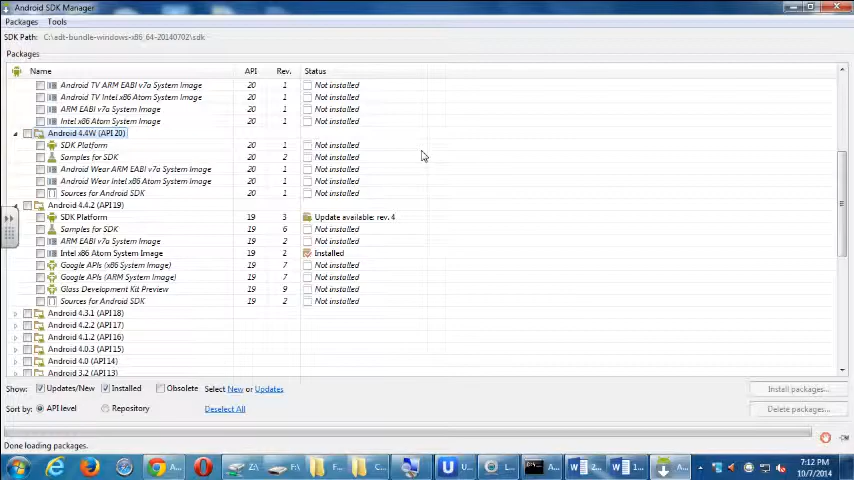 Android SDK Manager
Packages Tools
SDK Path: C:\adt-bundle-windows-x86_64-20140702\sdk
Packages
Name API Rev. Status
Android TV ARM EABI v7a System Image 20 1 Not installed
Android TV Intel x86 Atom System Image 20 1 Not installed
ARM EABI v7a System Image 20 1 Not installed
Intel x86 Atom System Image 20 1 Not installed
Android 4.4W (API 20)
SDK Platform 20 1 Not installed
Samples for SDK 20 2 Not installed
Android Wear ARM EABI v7a System Image 20 1 Not installed
Android Wear Intel x86 Atom System Image 20 1 Not installed
Sources for Android SDK 20 1 Not installed
Android 4.4.2 (API 19)
SDK Platform 19 3 Update available: rev. 4
Samples for SDK 19 6 Not installed
ARM EABI v7a System Image 19 2 Not installed
Intel x86 Atom System Image 19 2 Installed
Google APIs (x86 System Image) 19 7 Not installed
Google APIs (ARM System Image) 19 7 Not installed
Glass Development Kit Preview 19 9 Not installed
Sources for Android SDK 19 2 Not installed
Android 4.3.1 (API 18)
Android 4.2.2 (API 17)
Android 4.1.2 (API 16)
Android 4.0.3 (API 15)
Android 4.0 (API 14)
Android 3.2 (API 13)
Show: Updates/New Installed Obsolete Select New or Updates Install packages...
Sort by: API level Repository Deselect All Delete packages...
Done loading packages.
A... Z:\ F:\ F... C... U... L... A... 2... 1... A... 7:12 PM
10/7/2014